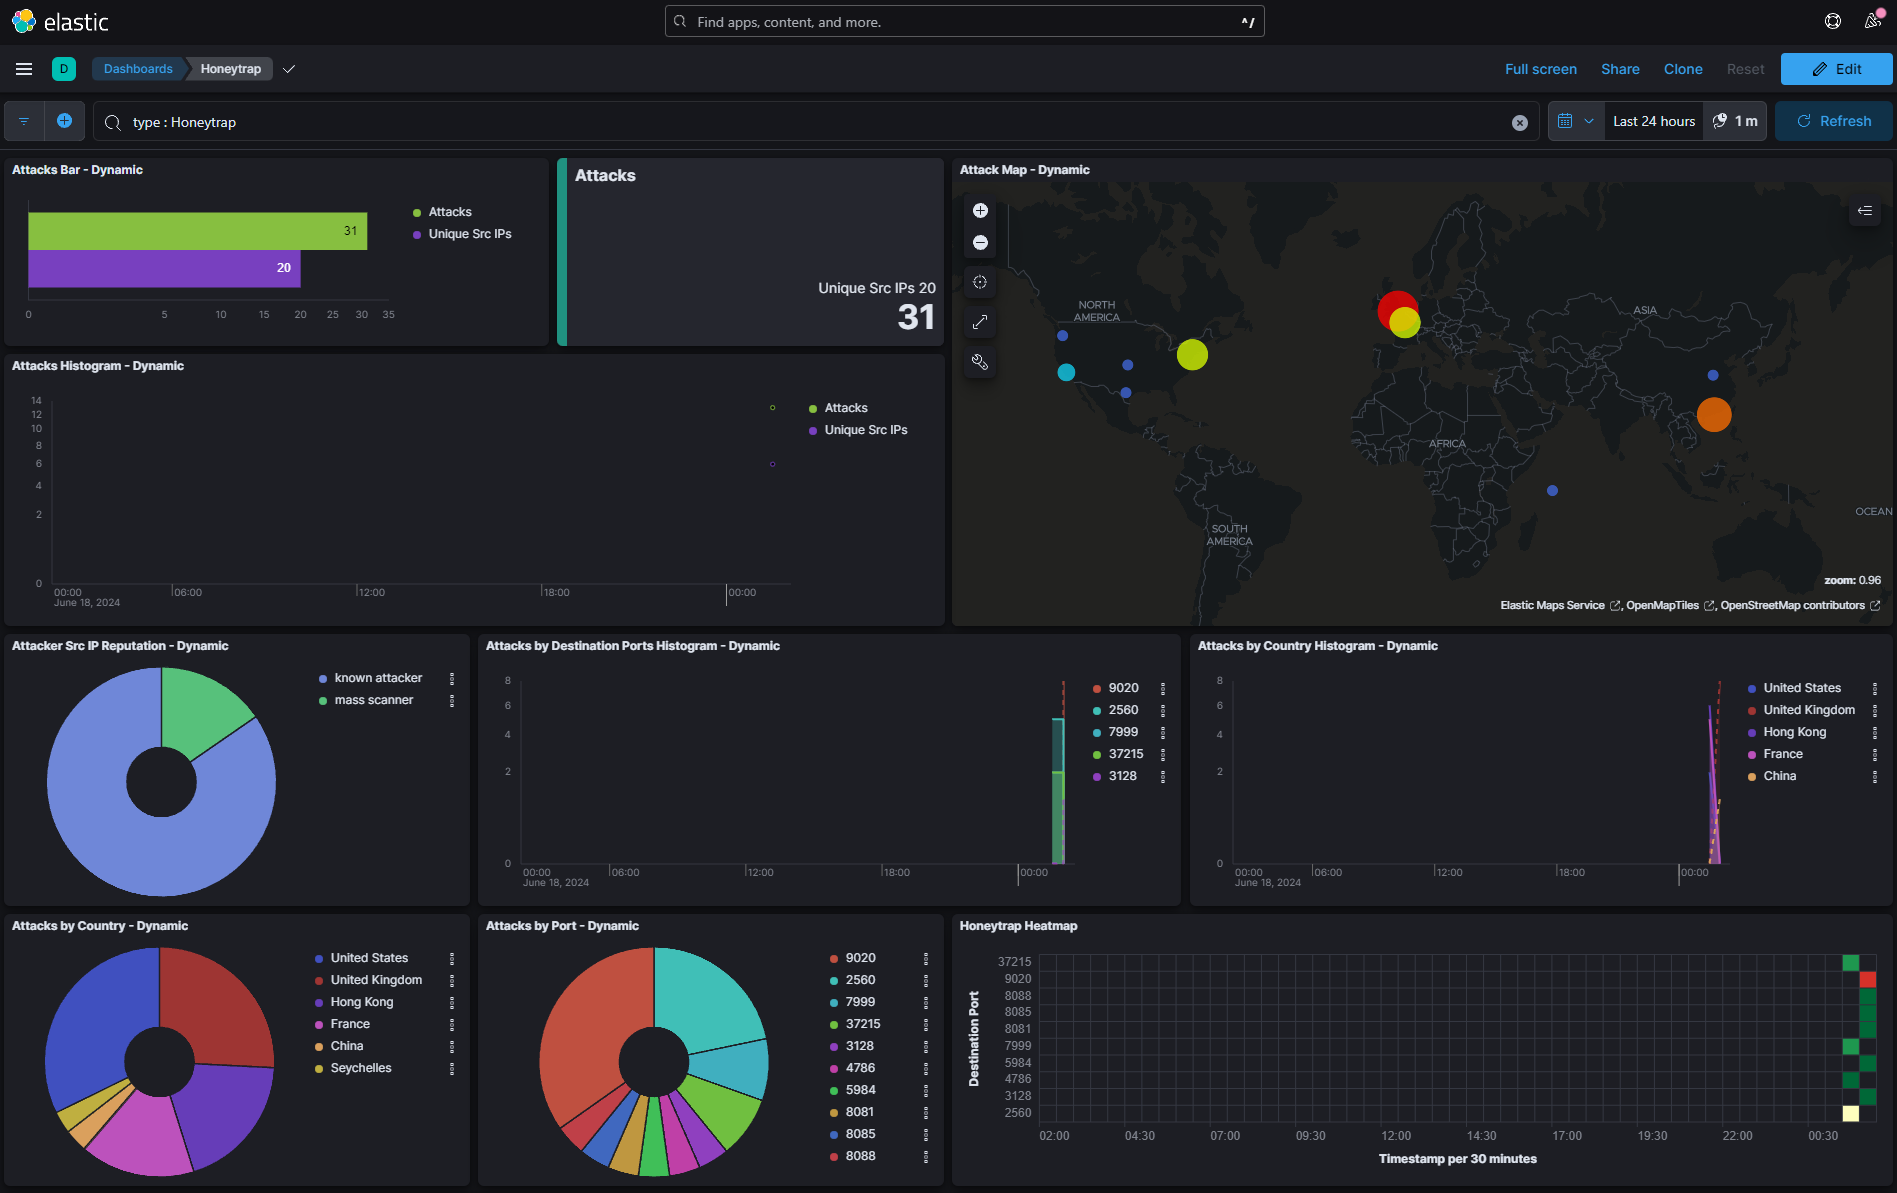 elastic
Find apps, content, and more.
^/
D
Dashboards
Honeytrap
Full screen
Share
Clone
Reset
Edit
type : Honeytrap
Last 24 hours
1 m
Refresh
Attacks Bar - Dynamic
31
20
0 5 10 15 20 25 30 35
Attacks
Unique Src IPs
Attacks
Unique Src IPs 20
31
Attack Map - Dynamic
NORTH
AMERICA
ASIA
AFRICA
SOUTH
AMERICA
OCEAN
zoom: 0.96
Elastic Maps Service , OpenMapTiles , OpenStreetMap contributors
Attacks Histogram - Dynamic
14
12
10
8
6
4
2
0
00:00 06:00 12:00 18:00 00:00
June 18, 2024
Attacks
Unique Src IPs
Attacker Src IP Reputation - Dynamic
known attacker
mass scanner
Attacks by Destination Ports Histogram - Dynamic
8
6
4
2
0
00:00 06:00 12:00 18:00 00:00
June 18, 2024
9020
2560
7999
37215
3128
Attacks by Country Histogram - Dynamic
8
6
4
2
0
00:00 06:00 12:00 18:00 00:00
June 18, 2024
United States
United Kingdom
Hong Kong
France
China
Attacks by Country - Dynamic
United States
United Kingdom
Hong Kong
France
China
Seychelles
Attacks by Port - Dynamic
9020
2560
7999
37215
3128
4786
5984
8081
8085
8088
Honeytrap Heatmap
Destination Port
37215
9020
8088
8085
8081
7999
5984
4786
3128
2560
02:00 04:30 07:00 09:30 12:00 14:30 17:00 19:30 22:00 00:30
Timestamp per 30 minutes